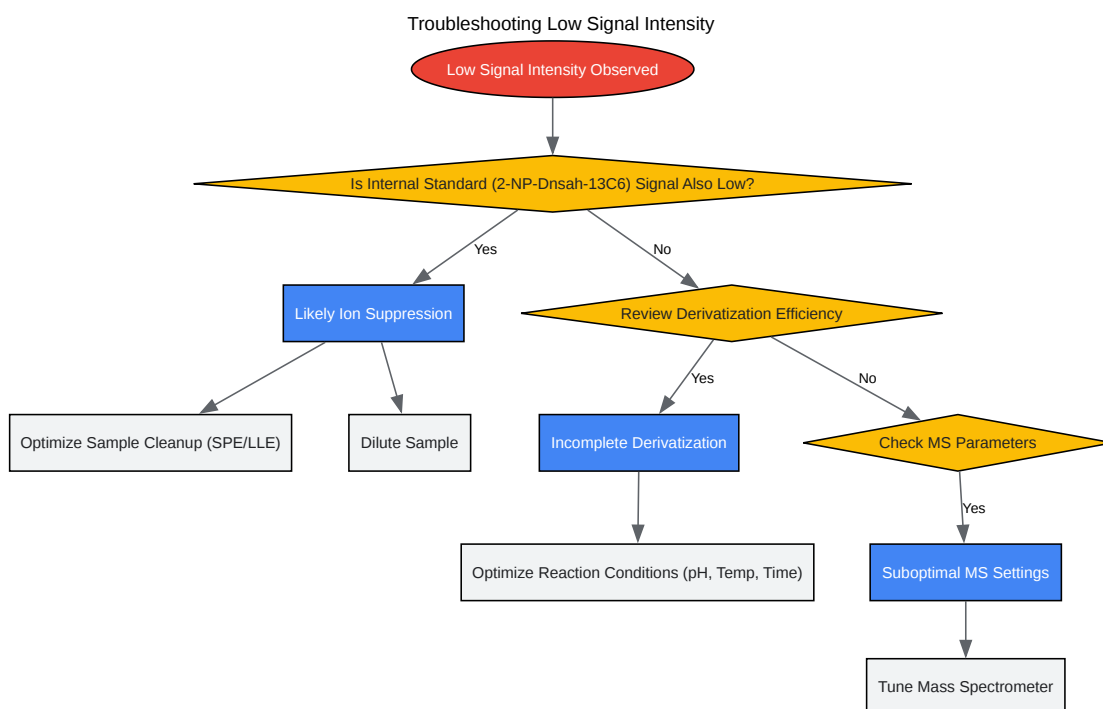 Troubleshooting Low Signal Intensity
Low Signal Intensity Observed
Is Internal Standard (2-NP-Dnsah-13C6) Signal Also Low?
Yes
No
Likely Ion Suppression
Review Derivatization Efficiency
Yes
No
Optimize Sample Cleanup (SPE/LLE)
Dilute Sample
Incomplete Derivatization
Check MS Parameters
Yes
Optimize Reaction Conditions (pH, Temp, Time)
Suboptimal MS Settings
Tune Mass Spectrometer